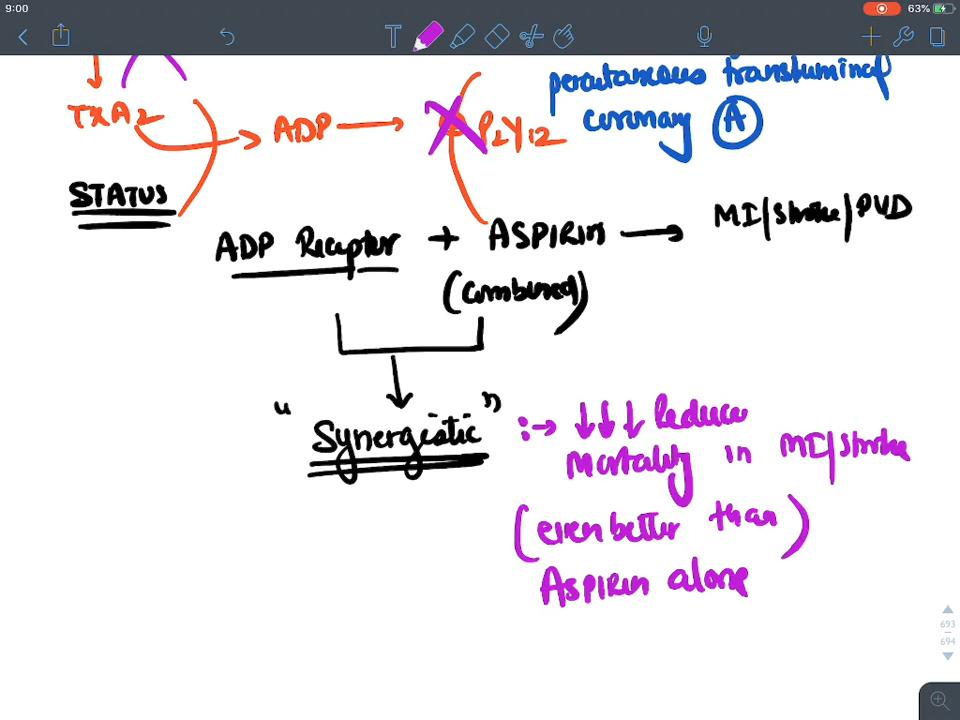 9:00
63%
T
percutaneous transluminal
TXA2
ADP
P2Y12
coronary A
STATUS
ADP Receptor + ASPIRIN → MI/Stroke/PVD
(combined)
"Synergistic"
:→ ↓↓↓ Reduce
Mortality in MI/Stroke
(even better than)
ASPIRIN alone
693
694